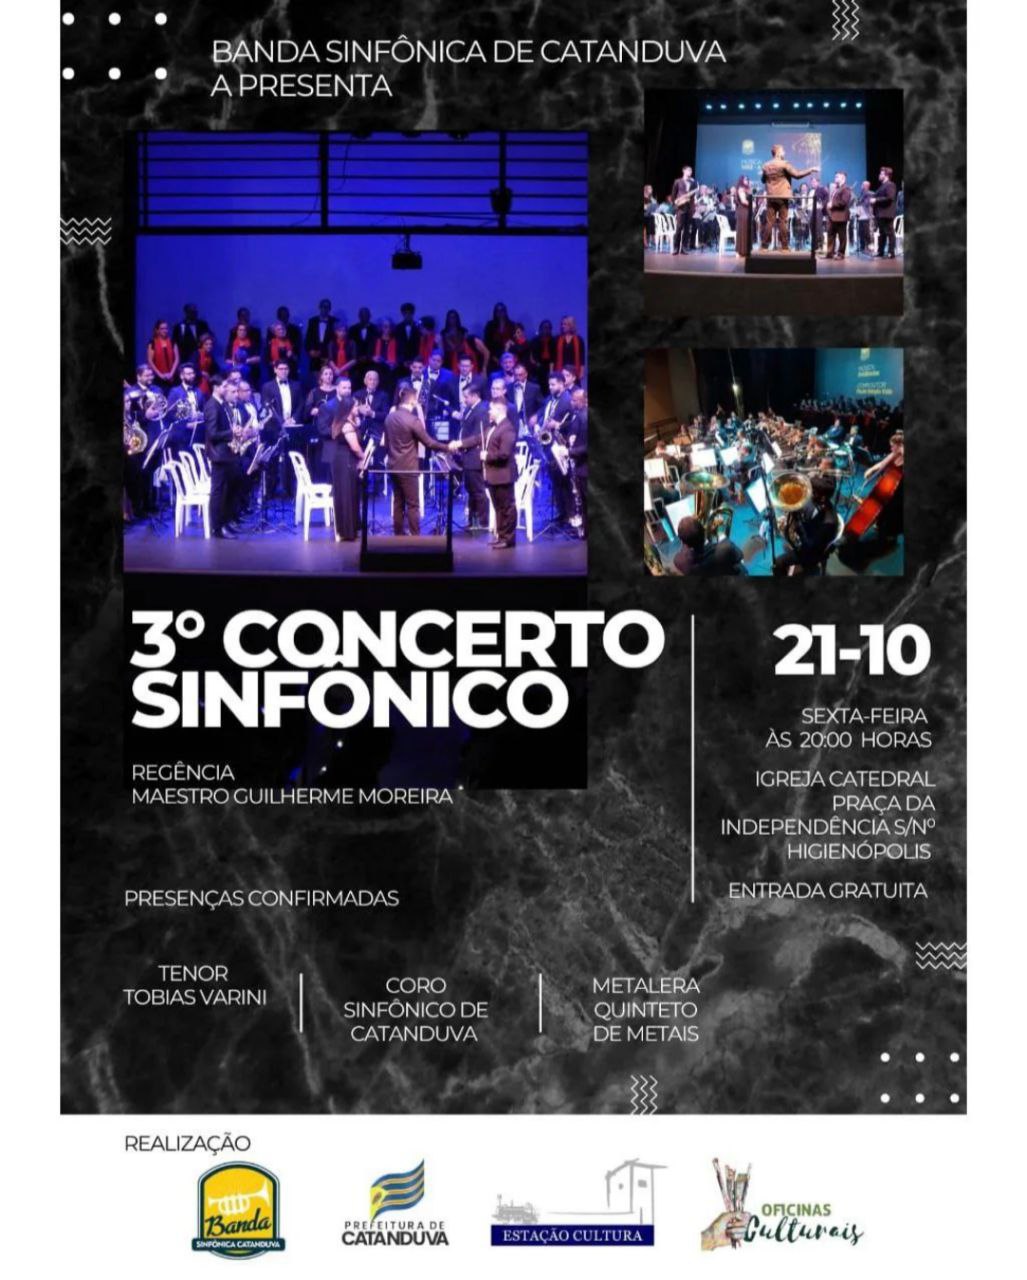 BANDA SINFÔNICA DE CATANDUVA
A PRESENTA
3º CONCERTO
SINFÔNICO
REGÊNCIA
MAESTRO GUILHERME MOREIRA
21-10
SEXTA-FEIRA
ÀS 20:00 HORAS
IGREJA CATEDRAL
PRAÇA DA
INDEPENDÊNCIA S/Nº
HIGIENÓPOLIS
ENTRADA GRATUITA
PRESENÇAS CONFIRMADAS
TENOR
TOBIAS VARINI
CORO
SINFÔNICO DE
CATANDUVA
METALERA
QUINTETO
DE METAIS
REALIZAÇÃO
Banda
SINFÔNICA CATANDUVA
PREFEITURA DE
CATANDUVA
ESTAÇÃO CULTURA
OFICINAS
Culturais